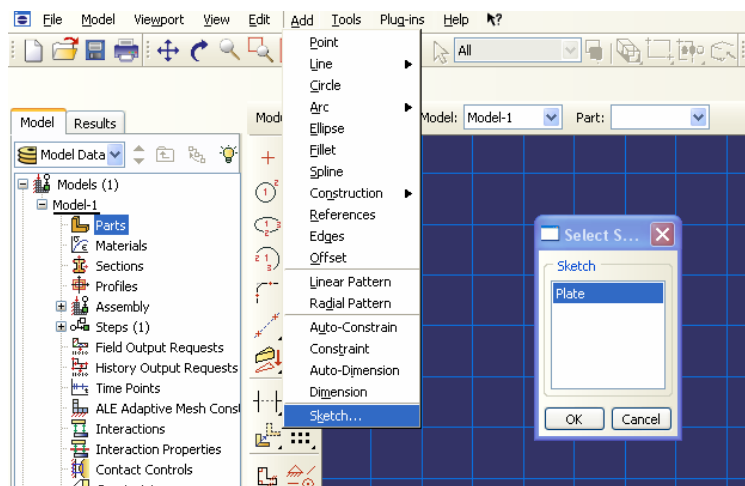 File Model Viewport View Edit Add Tools Plug-ins Help ?
All
Model Results
Model: Model-1 Part:
Model Data
Models (1)
Model-1
Parts
Materials
Sections
Profiles
Assembly
Steps (1)
Field Output Requests
History Output Requests
Time Points
ALE Adaptive Mesh Const
Interactions
Interaction Properties
Contact Controls
Point
Line
Circle
Arc
Ellipse
Fillet
Spline
Construction
References
Edges
Offset
Linear Pattern
Radial Pattern
Auto-Constrain
Constraint
Auto-Dimension
Dimension
Sketch...
Select S...
Sketch
Plate
OK Cancel